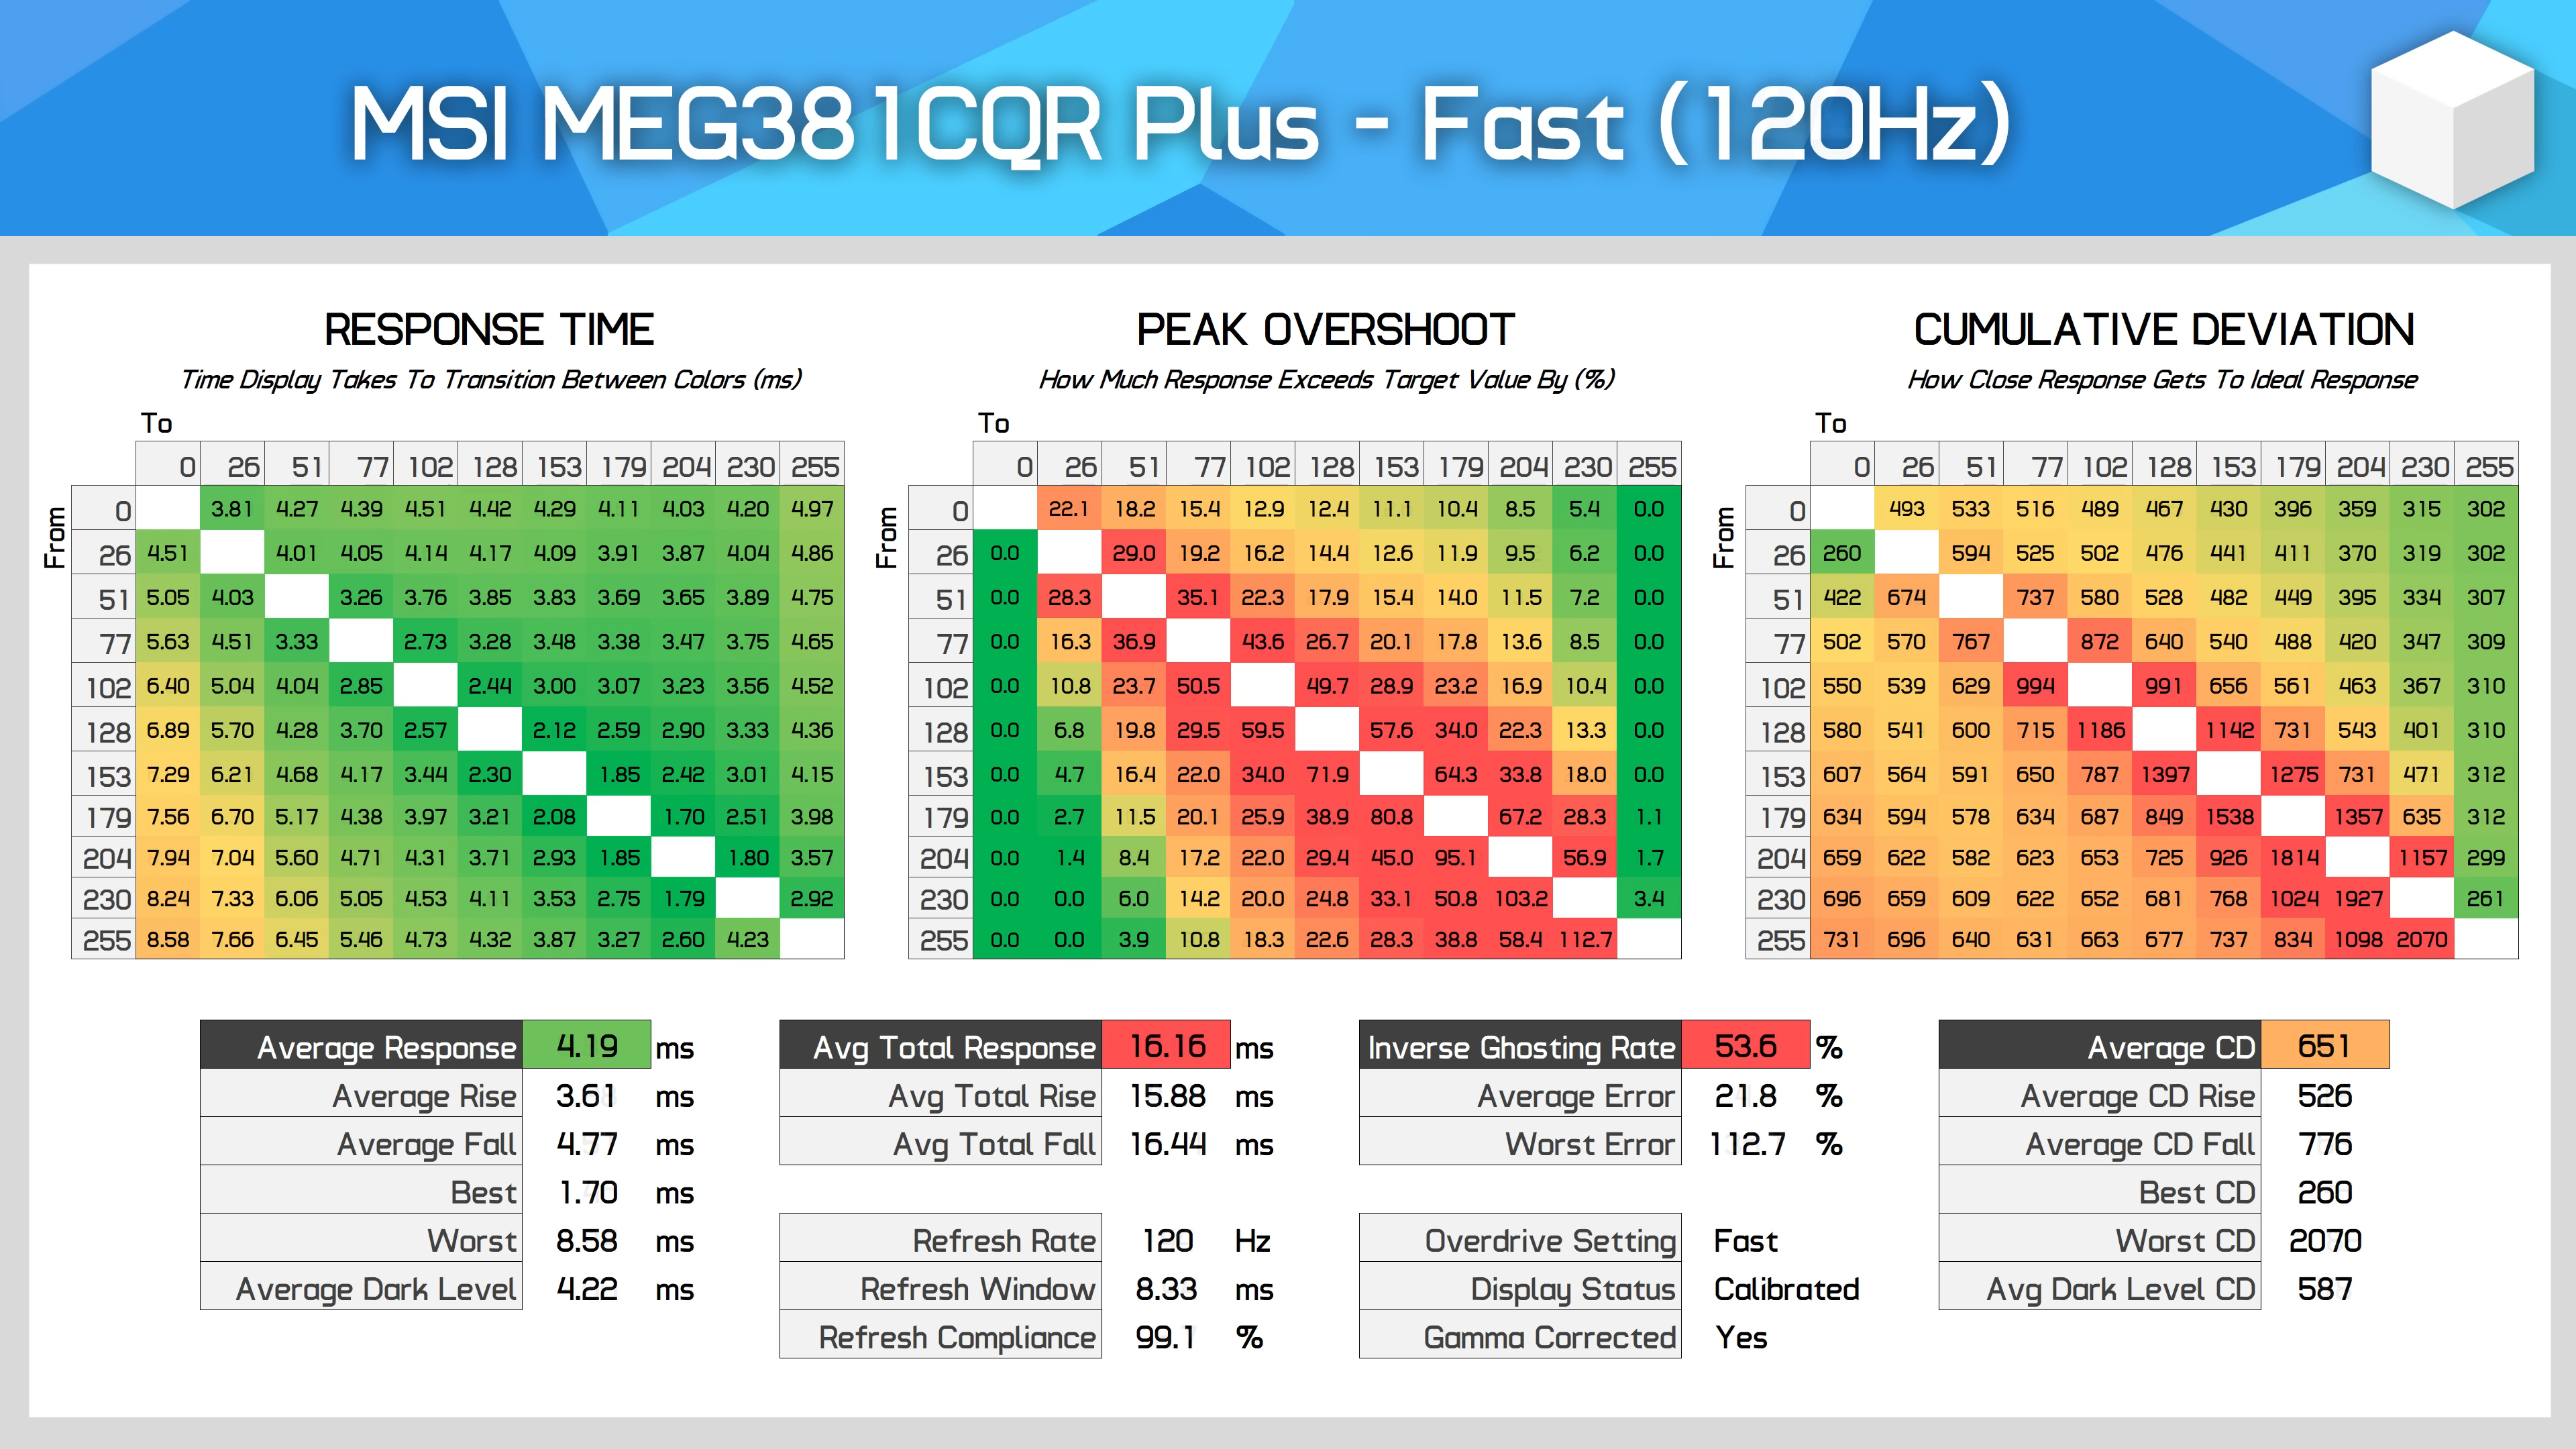 MSI MEG381CQR Plus - Fast (120Hz)
RESPONSE TIME
Time Display Takes To Transition Between Colors (ms)
To
From
0 26 51 77 102 128 153 179 204 230 255
0 3.81 4.27 4.39 4.51 4.42 4.29 4.11 4.03 4.20 4.97
26 4.51 4.01 4.05 4.14 4.17 4.09 3.91 3.87 4.04 4.86
51 5.05 4.03 3.26 3.76 3.85 3.83 3.69 3.65 3.89 4.75
77 5.63 4.51 3.33 2.73 3.28 3.48 3.38 3.47 3.75 4.65
102 6.40 5.04 4.04 2.85 2.44 3.00 3.07 3.23 3.56 4.52
128 6.89 5.70 4.28 3.70 2.57 2.12 2.59 2.90 3.33 4.36
153 7.29 6.21 4.68 4.17 3.44 2.30 1.85 2.42 3.01 4.15
179 7.56 6.70 5.17 4.38 3.97 3.21 2.08 1.70 2.51 3.98
204 7.94 7.04 5.60 4.71 4.31 3.71 2.93 1.85 1.80 3.57
230 8.24 7.33 6.06 5.05 4.53 4.11 3.53 2.75 1.79 2.92
255 8.58 7.66 6.45 5.46 4.73 4.32 3.87 3.27 2.60 4.23
PEAK OVERSHOOT
How Much Response Exceeds Target Value By (%)
To
From
0 26 51 77 102 128 153 179 204 230 255
0 22.1 18.2 15.4 12.9 12.4 11.1 10.4 8.5 5.4 0.0
26 0.0 29.0 19.2 16.2 14.4 12.6 11.9 9.5 6.2 0.0
51 0.0 28.3 35.1 22.3 17.9 15.4 14.0 11.5 7.2 0.0
77 0.0 16.3 36.9 43.6 26.7 20.1 17.8 13.6 8.5 0.0
102 0.0 10.8 23.7 50.5 49.7 28.9 23.2 16.9 10.4 0.0
128 0.0 6.8 19.8 29.5 59.5 57.6 34.0 22.3 13.3 0.0
153 0.0 4.7 16.4 22.0 34.0 71.9 64.3 33.8 18.0 0.0
179 0.0 2.7 11.5 20.1 25.9 38.9 80.8 67.2 28.3 1.1
204 0.0 1.4 8.4 17.2 22.0 29.4 45.0 95.1 56.9 1.7
230 0.0 0.0 6.0 14.2 20.0 24.8 33.1 50.8 103.2 3.4
255 0.0 0.0 3.9 10.8 18.3 22.6 28.3 38.8 58.4 112.7
CUMULATIVE DEVIATION
How Close Response Gets To Ideal Response
To
From
0 26 51 77 102 128 153 179 204 230 255
0 493 533 516 489 467 430 396 359 315 302
26 260 594 525 502 476 441 411 370 319 302
51 422 674 737 580 528 482 449 395 334 307
77 502 570 767 872 640 540 488 420 347 309
102 550 539 629 994 991 656 561 463 367 310
128 580 541 600 715 1186 1142 731 543 401 310
153 607 564 591 650 787 1397 1275 731 471 312
179 634 594 578 634 687 849 1538 1357 635 312
204 659 622 582 623 653 725 926 1814 1157 299
230 696 659 609 622 652 681 768 1024 1927 261
255 731 696 640 631 663 677 737 834 1098 2070
Average Response 4.19 ms
Average Rise 3.61 ms
Average Fall 4.77 ms
Best 1.70 ms
Worst 8.58 ms
Average Dark Level 4.22 ms
Avg Total Response 16.16 ms
Avg Total Rise 15.88 ms
Avg Total Fall 16.44 ms
Refresh Rate 120 Hz
Refresh Window 8.33 ms
Refresh Compliance 99.1 %
Inverse Ghosting Rate 53.6 %
Average Error 21.8 %
Worst Error 112.7 %
Overdrive Setting Fast
Display Status Calibrated
Gamma Corrected Yes
Average CD 651
Average CD Rise 526
Average CD Fall 776
Best CD 260
Worst CD 2070
Avg Dark Level CD 587